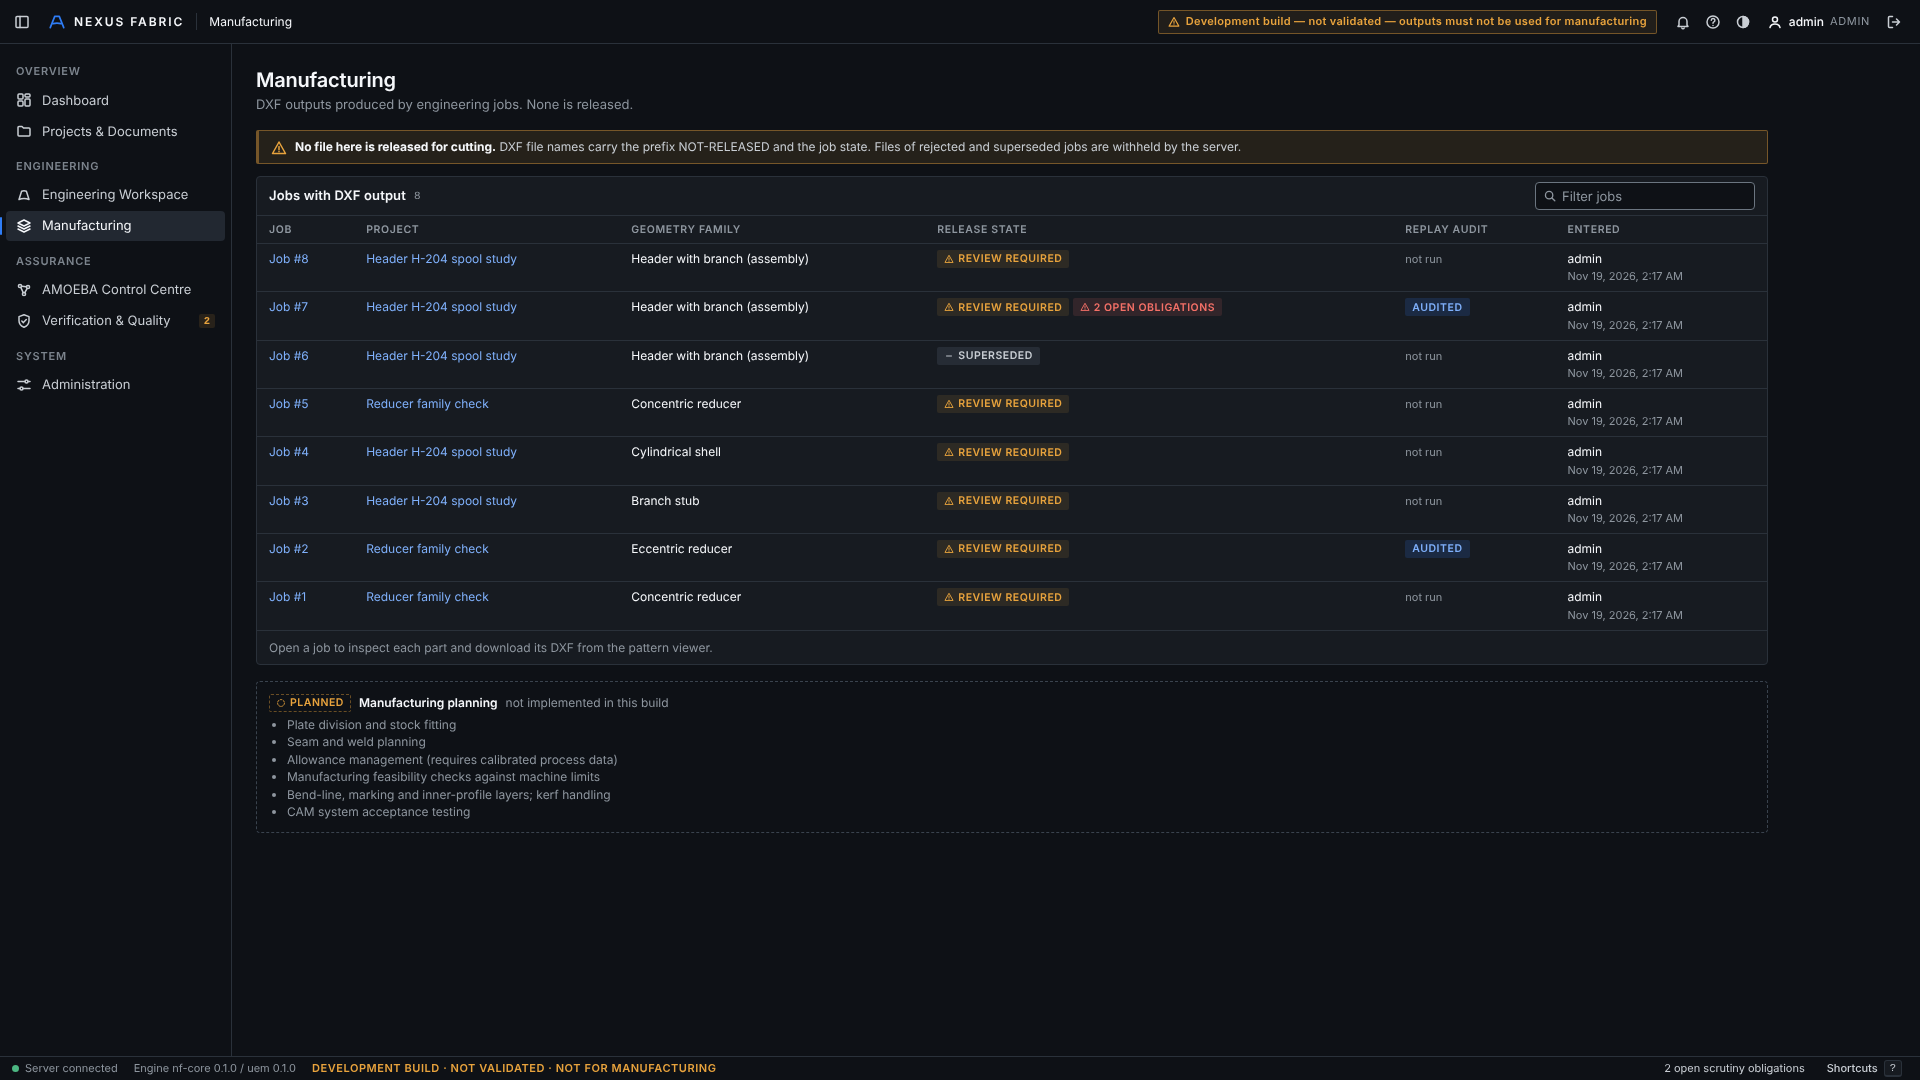 NEXUS FABRIC
Manufacturing
Development build — not validated — outputs must not be used for manufacturing
admin ADMIN
OVERVIEW
Dashboard
Projects & Documents
ENGINEERING
Engineering Workspace
Manufacturing
ASSURANCE
AMOEBA Control Centre
Verification & Quality 2
SYSTEM
Administration
Manufacturing
DXF outputs produced by engineering jobs. None is released.
No file here is released for cutting. DXF file names carry the prefix NOT-RELEASED and the job state. Files of rejected and superseded jobs are withheld by the server.
Jobs with DXF output 8
Filter jobs
JOB PROJECT GEOMETRY FAMILY RELEASE STATE REPLAY AUDIT ENTERED
Job #8 Header H-204 spool study Header with branch (assembly) REVIEW REQUIRED not run admin
Nov 19, 2026, 2:17 AM
Job #7 Header H-204 spool study Header with branch (assembly) REVIEW REQUIRED 2 OPEN OBLIGATIONS AUDITED admin
Nov 19, 2026, 2:17 AM
Job #6 Header H-204 spool study Header with branch (assembly) – SUPERSEDED not run admin
Nov 19, 2026, 2:17 AM
Job #5 Reducer family check Concentric reducer REVIEW REQUIRED not run admin
Nov 19, 2026, 2:17 AM
Job #4 Header H-204 spool study Cylindrical shell REVIEW REQUIRED not run admin
Nov 19, 2026, 2:17 AM
Job #3 Header H-204 spool study Branch stub REVIEW REQUIRED not run admin
Nov 19, 2026, 2:17 AM
Job #2 Reducer family check Eccentric reducer REVIEW REQUIRED AUDITED admin
Nov 19, 2026, 2:17 AM
Job #1 Reducer family check Concentric reducer REVIEW REQUIRED not run admin
Nov 19, 2026, 2:17 AM
Open a job to inspect each part and download its DXF from the pattern viewer.
PLANNED Manufacturing planning not implemented in this build
• Plate division and stock fitting
• Seam and weld planning
• Allowance management (requires calibrated process data)
• Manufacturing feasibility checks against machine limits
• Bend-line, marking and inner-profile layers; kerf handling
• CAM system acceptance testing
Server connected Engine nf-core 0.1.0 / uem 0.1.0 DEVELOPMENT BUILD · NOT VALIDATED · NOT FOR MANUFACTURING
2 open scrutiny obligations Shortcuts ?